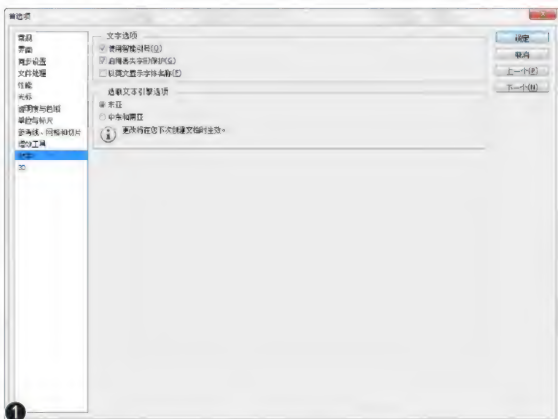 首选项
常规
界面
同步设置
文件处理
性能
光标
透明度与色域
单位与标尺
参考线、网格和切片
增效工具
文字
3D
文字选项
使用智能引号(Q)
启用丢失字形保护(G)
以英文显示字体名称(F)
选取文本引擎选项
东亚
中东和南亚
更改将在您下次创建文档时生效。
确定
取消
上一个(P)
下一个(N)
1